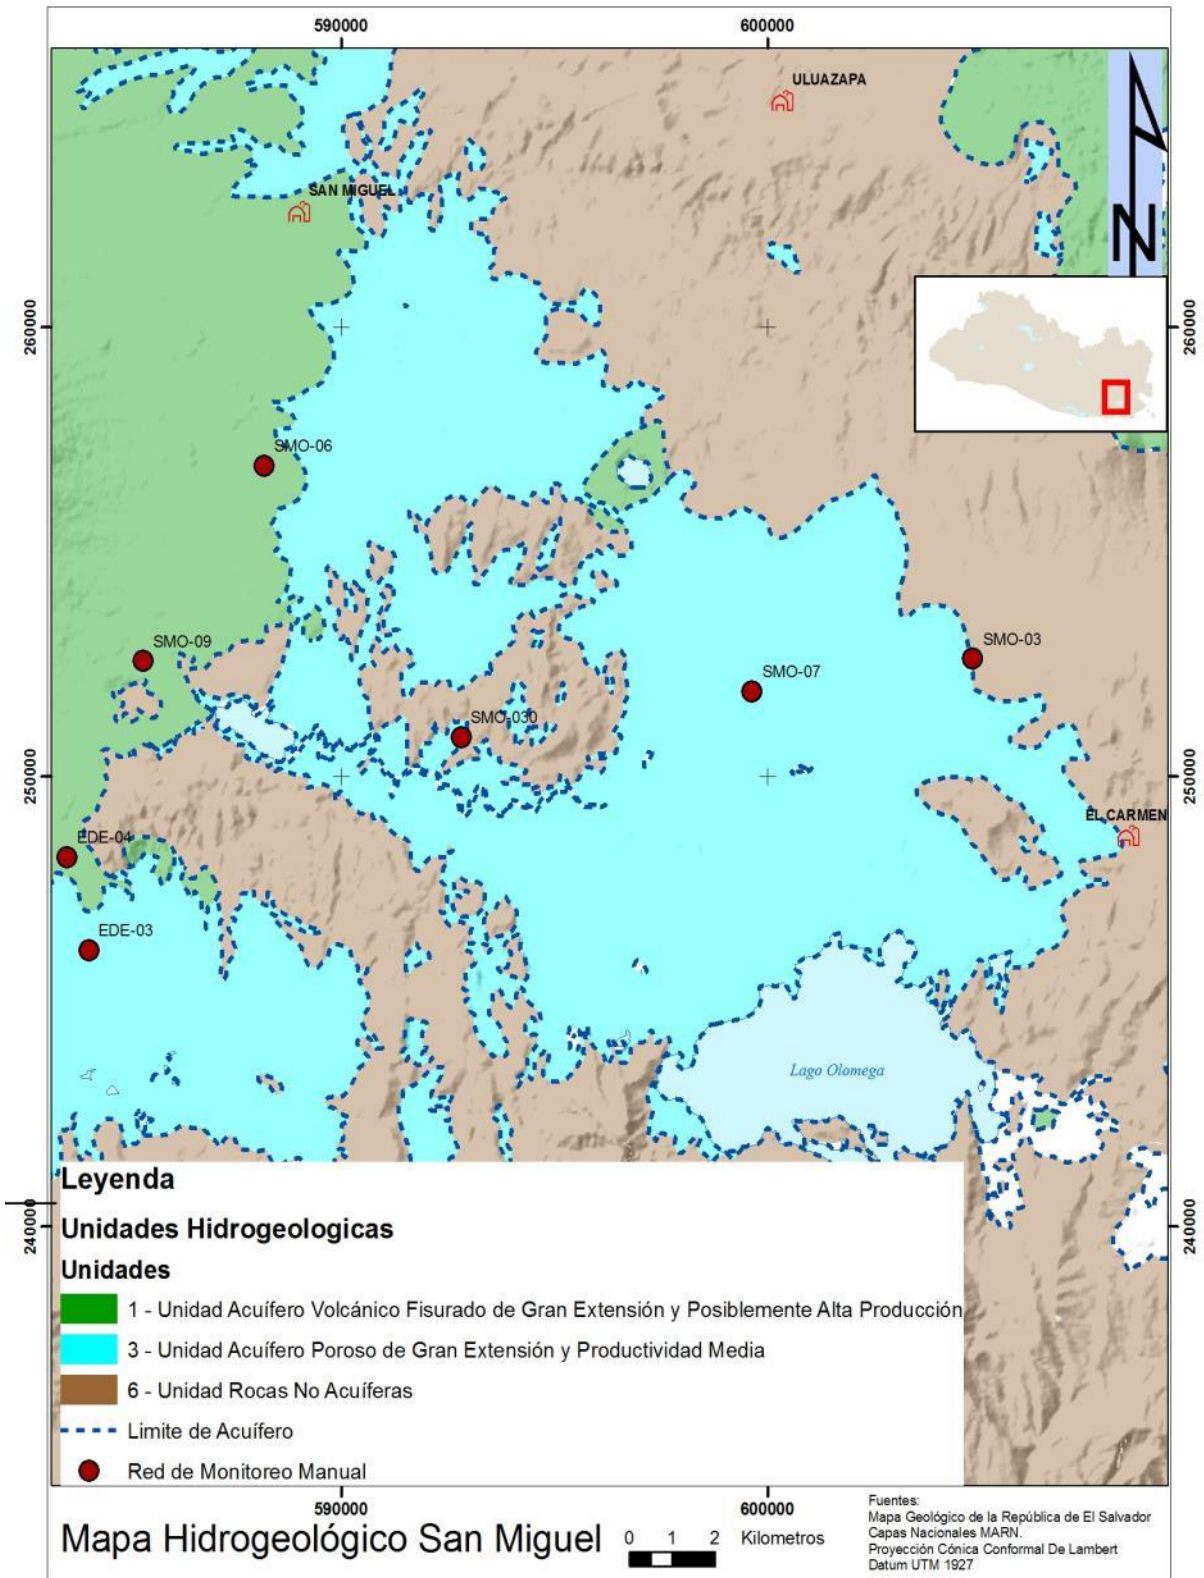 590000
600000
ULUAZAPA
SAN MIGUEL
N
260000
260000
SMO-06
SMO-09
SMO-03
SMO-07
SMO-030
250000
250000
EL CARMEN
EDE-04
EDE-03
Lago Olomega
Leyenda
Unidades Hidrogeologicas
Unidades
1 - Unidad Acuífero Volcánico Fisurado de Gran Extensión y Posiblemente Alta Producción
3 - Unidad Acuífero Poroso de Gran Extensión y Productividad Media
6 - Unidad Rocas No Acuíferas
Limite de Acuífero
Red de Monitoreo Manual
240000
240000
590000
600000
Mapa Hidrogeológico San Miguel
0 1 2 Kilometros
Fuentes:
Mapa Geológico de la República de El Salvador
Capas Nacionales MARN.
Proyección Cónica Conformal De Lambert
Datum UTM 1927